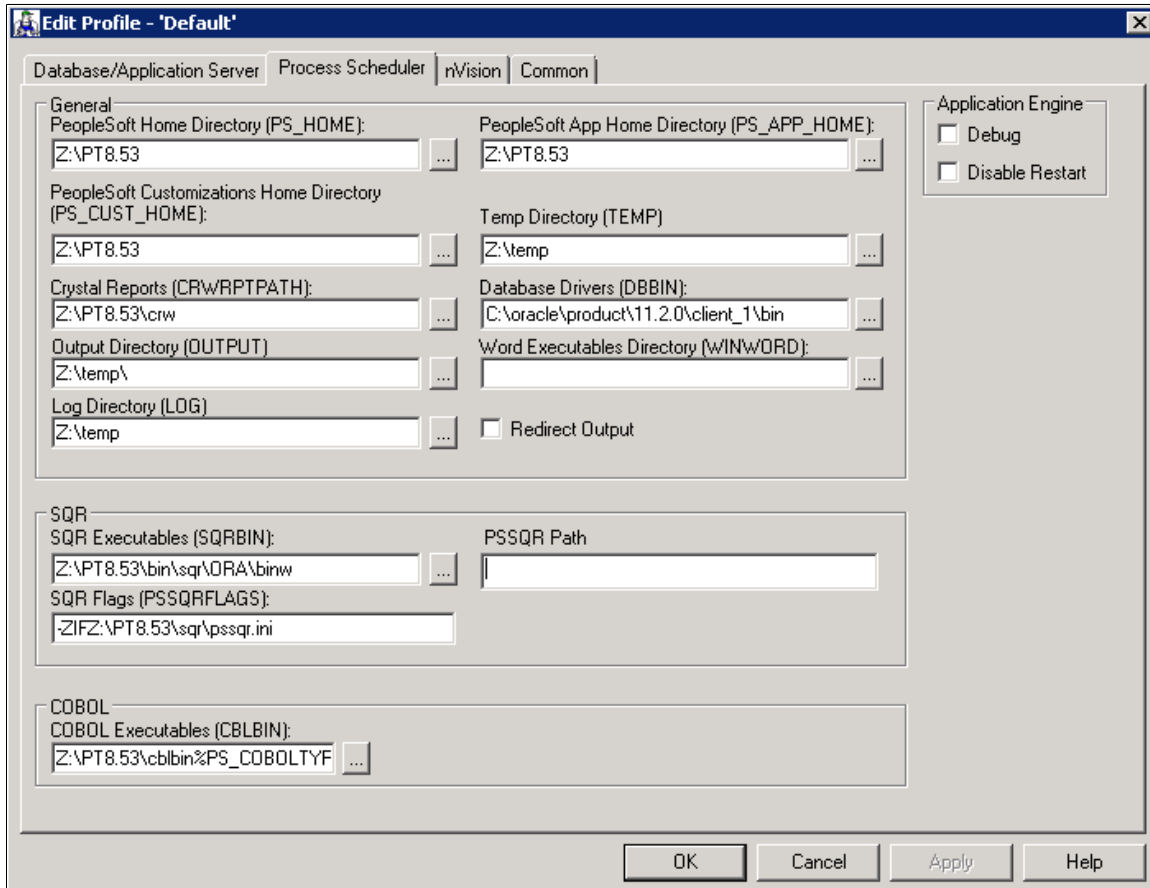 Edit Profile - 'Default'
Database/Application Server Process Scheduler nVision Common
General
PeopleSoft Home Directory (PS_HOME):
Z:\PT8.53 ...
PeopleSoft App Home Directory (PS_APP_HOME):
Z:\PT8.53 ...
PeopleSoft Customizations Home Directory
(PS_CUST_HOME):
Z:\PT8.53 ...
Temp Directory (TEMP)
Z:\temp ...
Crystal Reports (CRWRPTPATH):
Z:\PT8.53\crw ...
Database Drivers (DBBIN):
C:\oracle\product\11.2.0\client_1\bin ...
Output Directory (OUTPUT)
Z:\temp\ ...
Word Executables Directory (WINWORD):
...
Log Directory (LOG)
Z:\temp ...
Redirect Output
Application Engine
Debug
Disable Restart
SQR
SQR Executables (SQRBIN):
Z:\PT8.53\bin\sqr\ORA\binw ...
PSSQR Path
SQR Flags (PSSQRFLAGS):
-ZIFZ:\PT8.53\sqr\pssqr.ini
COBOL
COBOL Executables (CBLBIN):
Z:\PT8.53\cblbin%PS_COBOLTYF ...
OK Cancel Apply Help